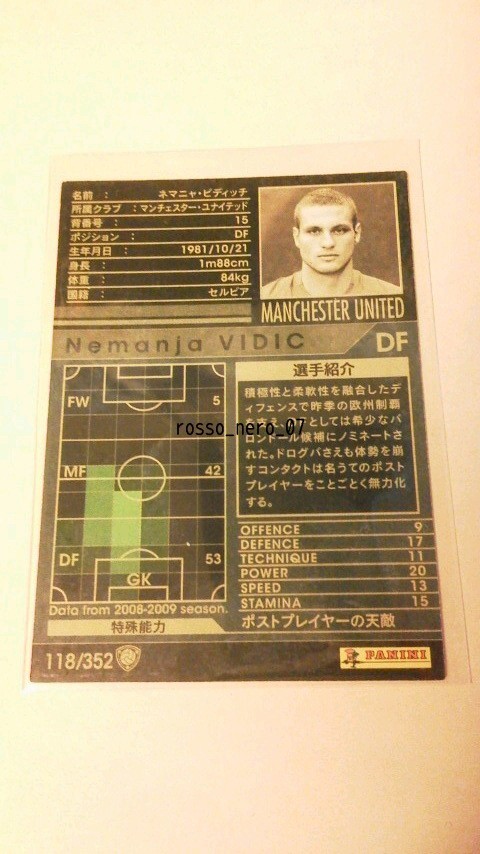 名前 : ネマニャ・ビディッチ
所属クラブ : マンチェスター・ユナイテッド
背番号 : 15
ポジション : DF
生年月日 : 1981/10/21
身長 : 1m88cm
体重 : 84kg
国籍 : セルビア
MANCHESTER UNITED
Nemanja VIDIC DF
FW 5
MF 42
DF 53
GK
Data from 2008-2009 season.
特殊能力
選手紹介
積極性と柔軟性を融合したデ
ィフェンスで昨季の欧州制覇
としては希少なバ
ロンドール候補にノミネートさ
れた。ドログバさえも体勢を崩
すコンタクトは名うてのポスト
プレイヤーをことごとく無力化
する。
rosso_nero_07
OFFENCE 9
DEFENCE 17
TECHNIQUE 11
POWER 20
SPEED 13
STAMINA 15
ポストプレイヤーの天敵
118/352
PANINI